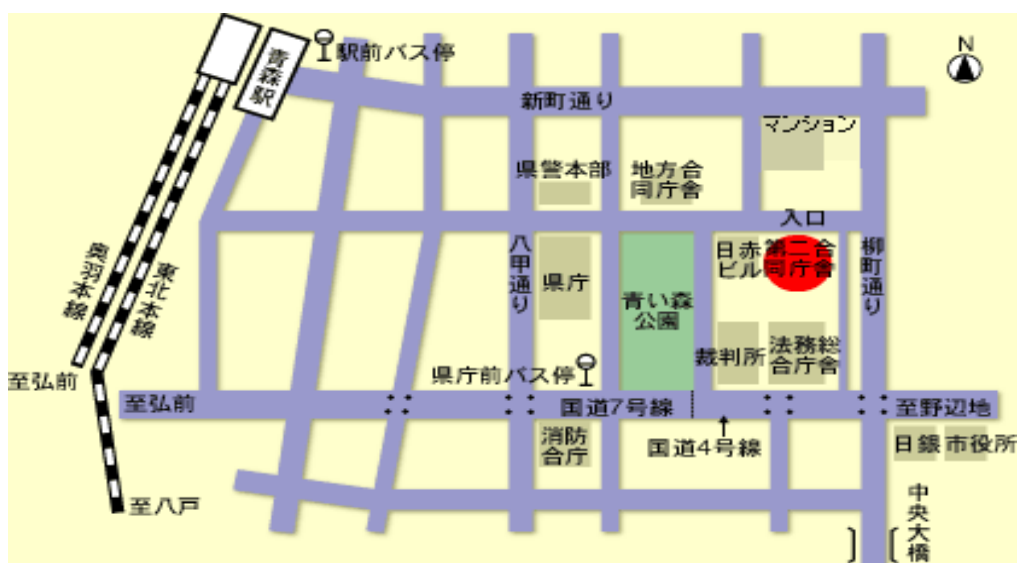 駅前バス停
青森駅
N
新町通り
マンション
県警本部
地方合
同庁舎
入口
八甲通り
日赤
ビル
第二合
同庁舎
柳町通り
奥羽本線
東北本線
県庁
青い森
公園
裁判所
法務総
合庁舎
県庁前バス停
至弘前
至弘前
国道7号線
至野辺地
消防
合庁
国道4号線
日銀
市役所
至八戸
中央大橋